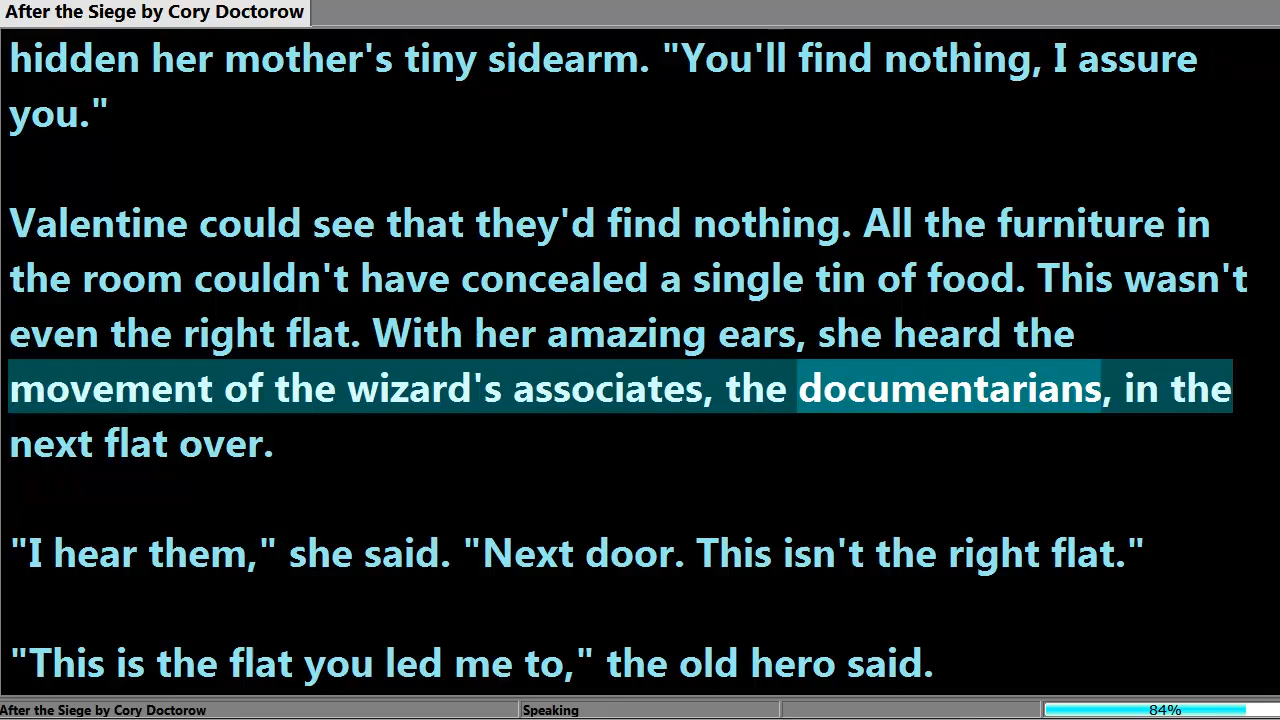 After the Siege by Cory Doctorow
hidden her mother's tiny sidearm. "You'll find nothing, I assure
you."
Valentine could see that they'd find nothing. All the furniture in
the room couldn't have concealed a single tin of food. This wasn't
even the right flat. With her amazing ears, she heard the
movement of the wizard's associates, the documentarians, in the
next flat over.
"I hear them," she said. "Next door. This isn't the right flat."
"This is the flat you led me to," the old hero said.
After the Siege by Cory Doctorow Speaking 84%